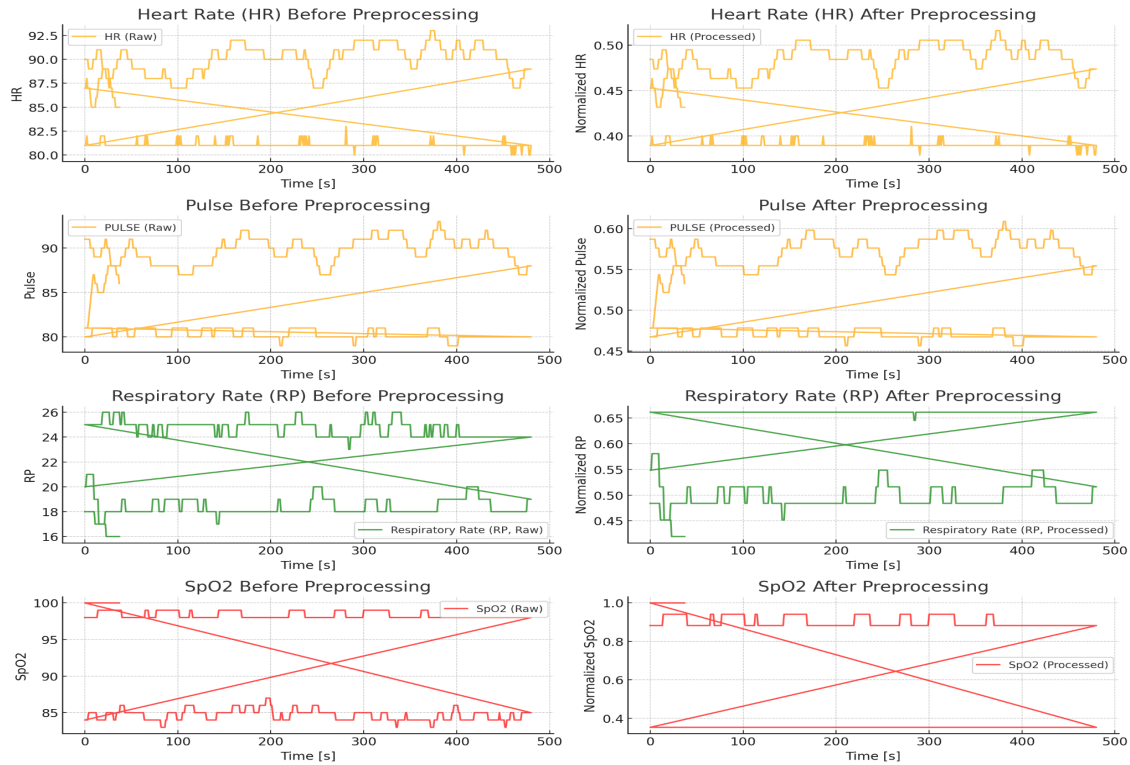 Heart Rate (HR) Before Preprocessing
HR
92.5
90.0
87.5
85.0
82.5
80.0
HR (Raw)
0 100 200 300 400 500
Time [s]
Heart Rate (HR) After Preprocessing
Normalized HR
0.50
0.45
0.40
HR (Processed)
0 100 200 300 400 500
Time [s]
Pulse Before Preprocessing
Pulse
90
85
80
PULSE (Raw)
0 100 200 300 400 500
Time [s]
Pulse After Preprocessing
Normalized Pulse
0.60
0.55
0.50
0.45
PULSE (Processed)
0 100 200 300 400 500
Time [s]
Respiratory Rate (RP) Before Preprocessing
RP
26
24
22
20
18
16
Respiratory Rate (RP, Raw)
0 100 200 300 400 500
Time [s]
Respiratory Rate (RP) After Preprocessing
Normalized RP
0.65
0.60
0.55
0.50
0.45
Respiratory Rate (RP, Processed)
0 100 200 300 400 500
Time [s]
SpO2 Before Preprocessing
SpO2
100
95
90
85
SpO2 (Raw)
0 100 200 300 400 500
Time [s]
SpO2 After Preprocessing
Normalized SpO2
1.0
0.8
0.6
0.4
SpO2 (Processed)
0 100 200 300 400 500
Time [s]